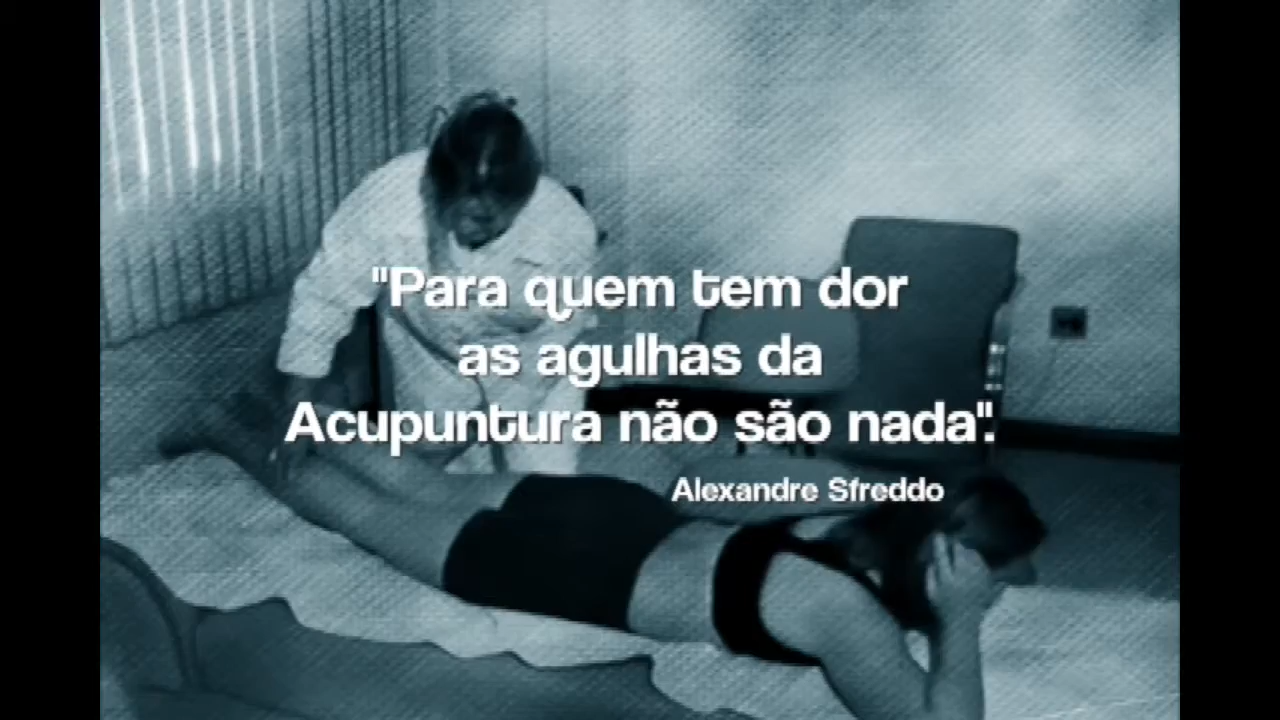 "Para quem tem dor
as agulhas da
Acupuntura não são nada".
Alexandre Sfreddo